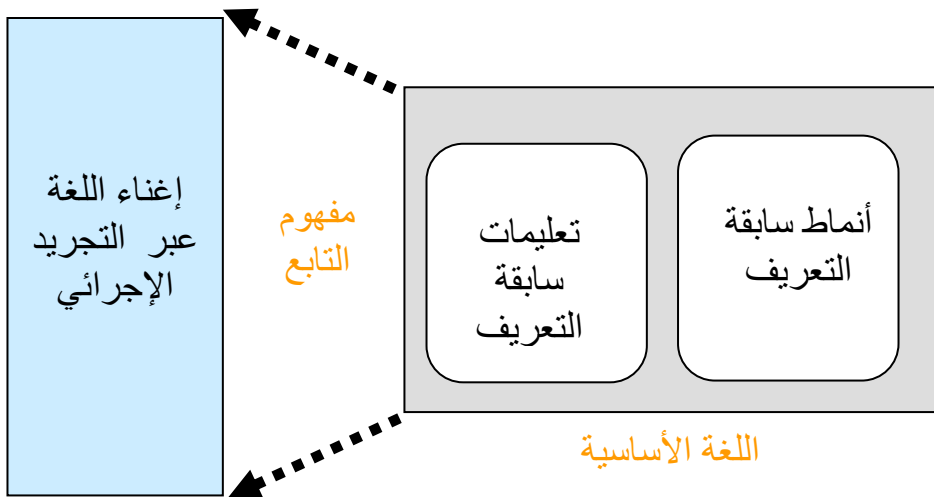 أنماط سابقة
التعريف
تعليمات
سابقة
التعريف
اللغة الأساسية
مفهوم
التابع
إغناء اللغة
عبر التجريد
الإجرائي